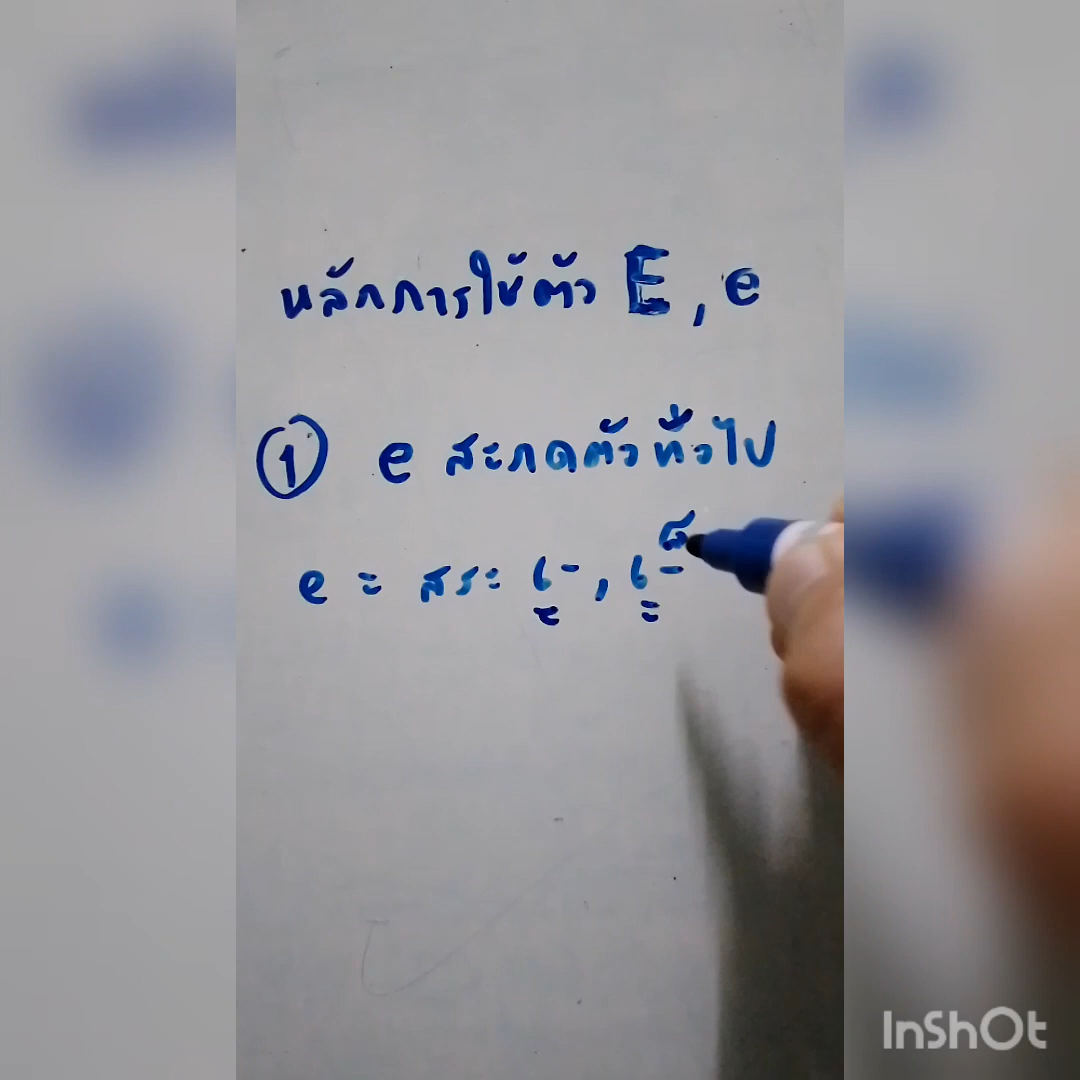 หลักการใช้ตัว E, e
① e สะกดตัวทั่วไป
e = สระ เ-, เ-็
InShOt